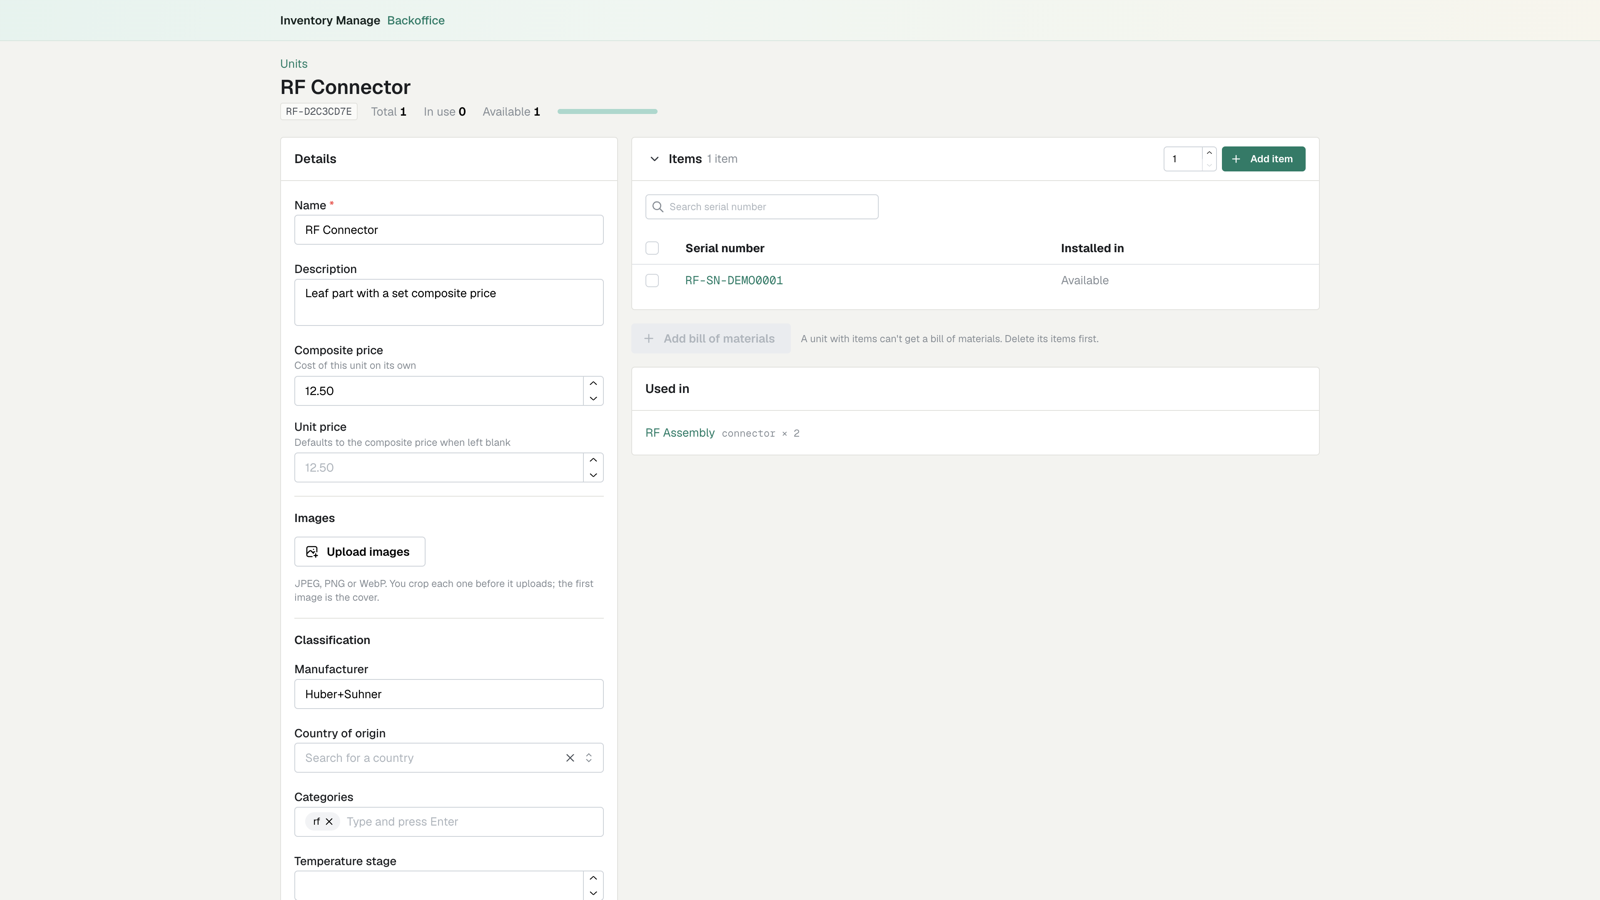 Inventory Manage Backoffice
Units
RF Connector
RF-D2C3CD7E Total 1 In use 0 Available 1
Details
Name *
RF Connector
Description
Leaf part with a set composite price
Composite price
Cost of this unit on its own
12.50
Unit price
Defaults to the composite price when left blank
12.50
Images
Upload images
JPEG, PNG or WebP. You crop each one before it uploads; the first
image is the cover.
Classification
Manufacturer
Huber+Suhner
Country of origin
Search for a country
Categories
rf Type and press Enter
Temperature stage
Items 1 item
1
Add item
Search serial number
Serial number Installed in
RF-SN-DEMO0001 Available
Add bill of materials A unit with items can't get a bill of materials. Delete its items first.
Used in
RF Assembly connector × 2